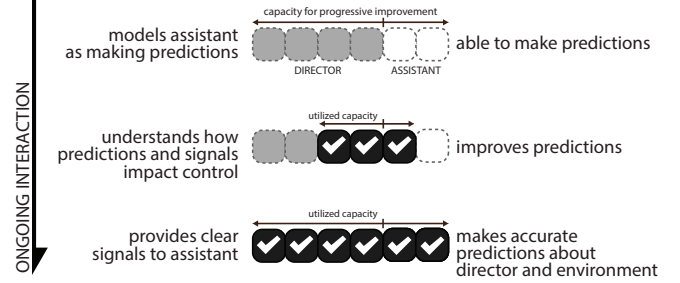 capacity for progressive improvement
models assistant
as making predictions
able to make predictions
DIRECTOR
ASSISTANT
ONGOING INTERACTION
utilized capacity
understands how
predictions and signals
impact control
improves predictions
utilized capacity
provides clear
signals to assistant
makes accurate
predictions about
director and environment